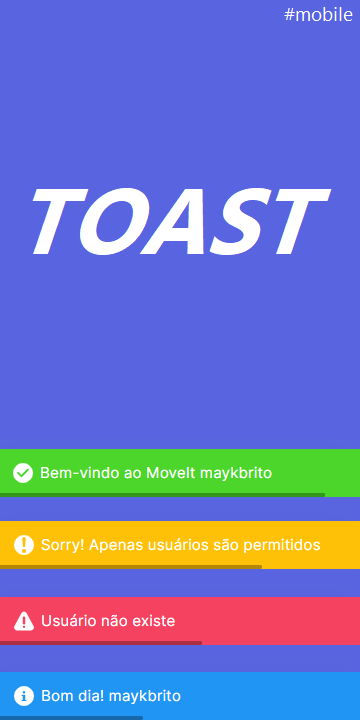 #mobile
TOAST
Bem-vindo ao MoveIt maykbrito
Sorry! Apenas usuários são permitidos
Usuário não existe
Bom dia! maykbrito